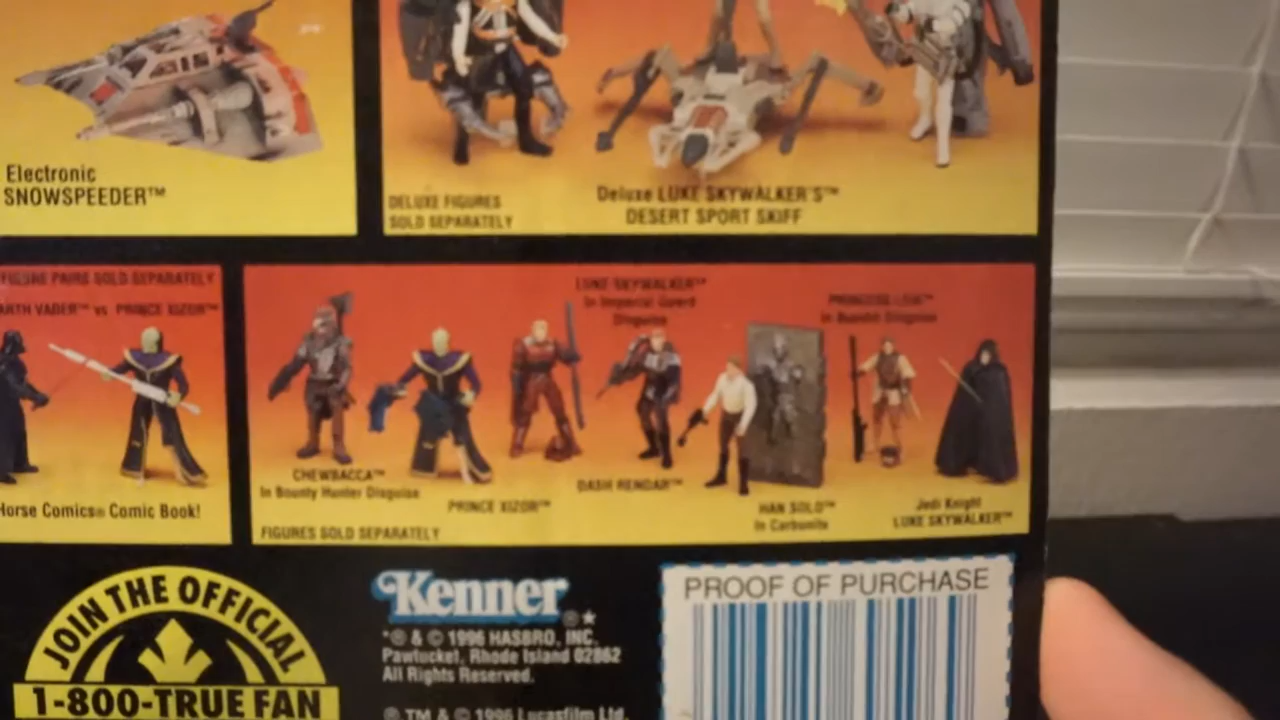 Electronic
SNOWSPEEDER™
DELUXE FIGURES
SOLD SEPARATELY
Deluxe LUKE SKYWALKER'S™
DESERT SPORT SKIFF
FIGURE PAIRS SOLD SEPARATELY
ARTH VADER™ vs PRINCE XIZOR™
Horse Comics® Comic Book!
LUKE SKYWALKER™
In Imperial Guard
Disguise
PRINCESS LEIA™
in Boushh Disguise
CHEWBACCA™
In Bounty Hunter Disguise
PRINCE XIZOR™
DASH RENDAR™
HAN SOLO™
In Carbonite
Jedi Knight
LUKE SKYWALKER™
FIGURES SOLD SEPARATELY
JOIN THE OFFICIAL
1-800-TRUE FAN
Kenner®*
*® & © 1996 HASBRO, INC.
Pawtucket, Rhode Island 02862
All Rights Reserved.
®,TM & © 1996 Lucasfilm Ltd.
PROOF OF PURCHASE